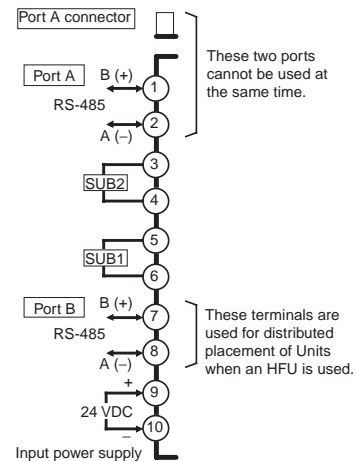 Port A connector
These two ports
cannot be used at
the same time.
Port A
B (+)
1
RS-485
2
A (−)
3
SUB2
4
5
SUB1
6
Port B
B (+)
7
These terminals are
used for distributed
placement of Units
when an HFU is used.
RS-485
8
A (−)
+
9
24 VDC
−
10
Input power supply